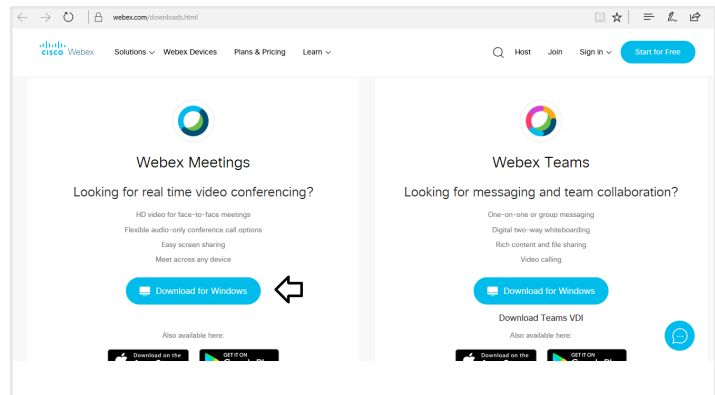 webex.com/downloads.html
CISCO Webex Solutions Webex Devices Plans & Pricing Learn Host Join Sign in Start for Free
Webex Meetings
Looking for real time video conferencing?
HD video for face-to-face meetings
Flexible audio-only conference call options
Easy screen sharing
Meet across any device
Download for Windows
Also available here:
Download on the
GET IT ON
Webex Teams
Looking for messaging and team collaboration?
One-on-one or group messaging
Digital two-way whiteboarding
Rich content and file sharing
Video calling
Download for Windows
Download Teams VDI
Also available here:
Download on the
GET IT ON